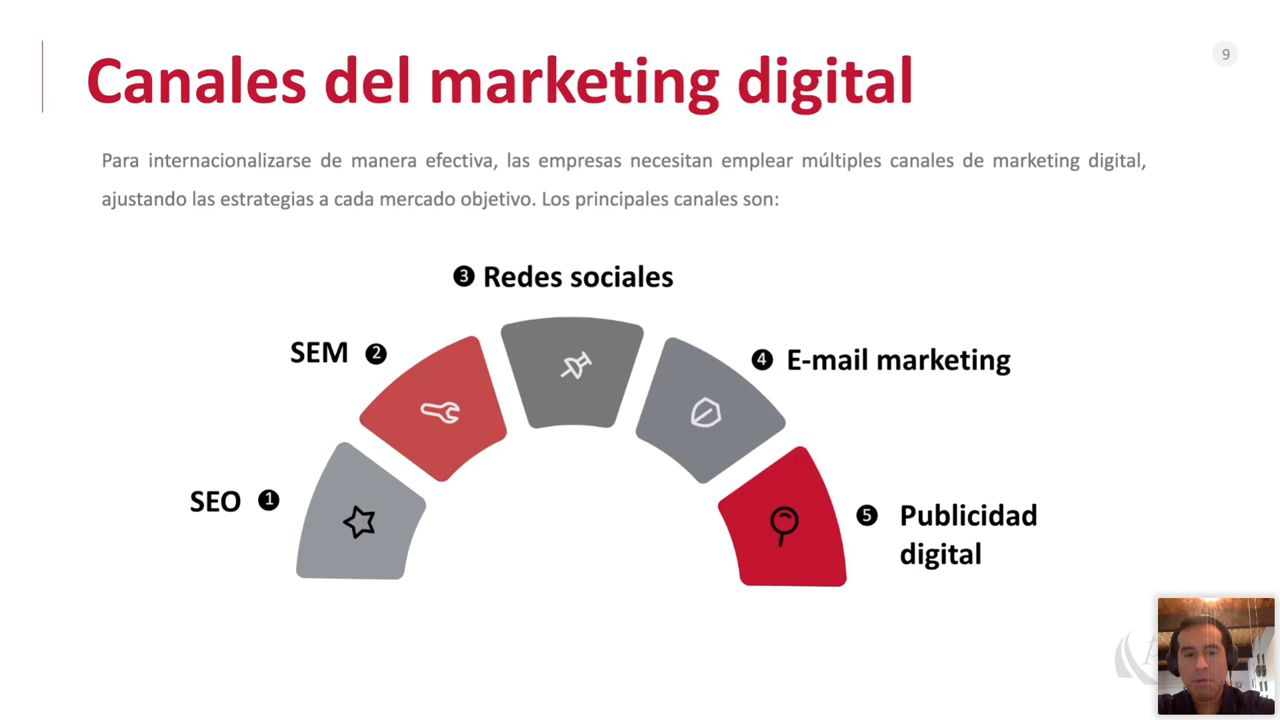 9
Canales del marketing digital
Para internacionalizarse de manera efectiva, las empresas necesitan emplear múltiples canales de marketing digital,
ajustando las estrategias a cada mercado objetivo. Los principales canales son:
❸ Redes sociales
SEM ❷
❹ E-mail marketing
SEO ❶
❺ Publicidad
digital